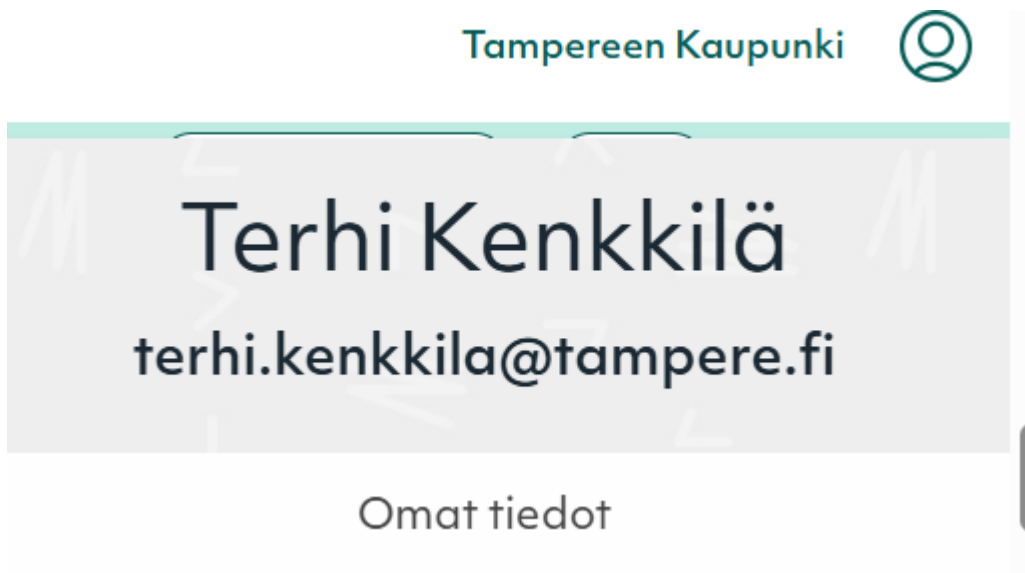 Tampereen Kaupunki
Terhi Kenkkilä
terhi.kenkkila@tampere.fi
Omat tiedot